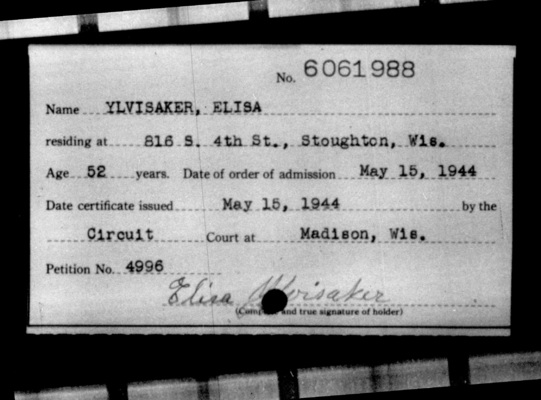 No. 6061988
Name YLVISAKER, ELISA
residing at 816 S. 4th St., Stoughton, Wis.
Age 52 years. Date of order of admission May 15, 1944
Date certificate issued May 15, 1944 by the
Circuit Court at Madison, Wis.
Petition No. 4996
Elisa Ylvisaker
(Complete and true signature of holder)